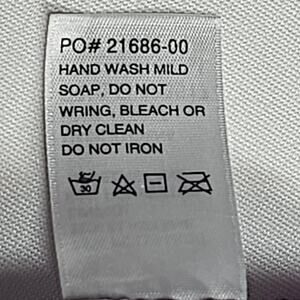 PO# 21686-00
HAND WASH MILD
SOAP, DO NOT
WRING, BLEACH OR
DRY CLEAN
DO NOT IRON
30